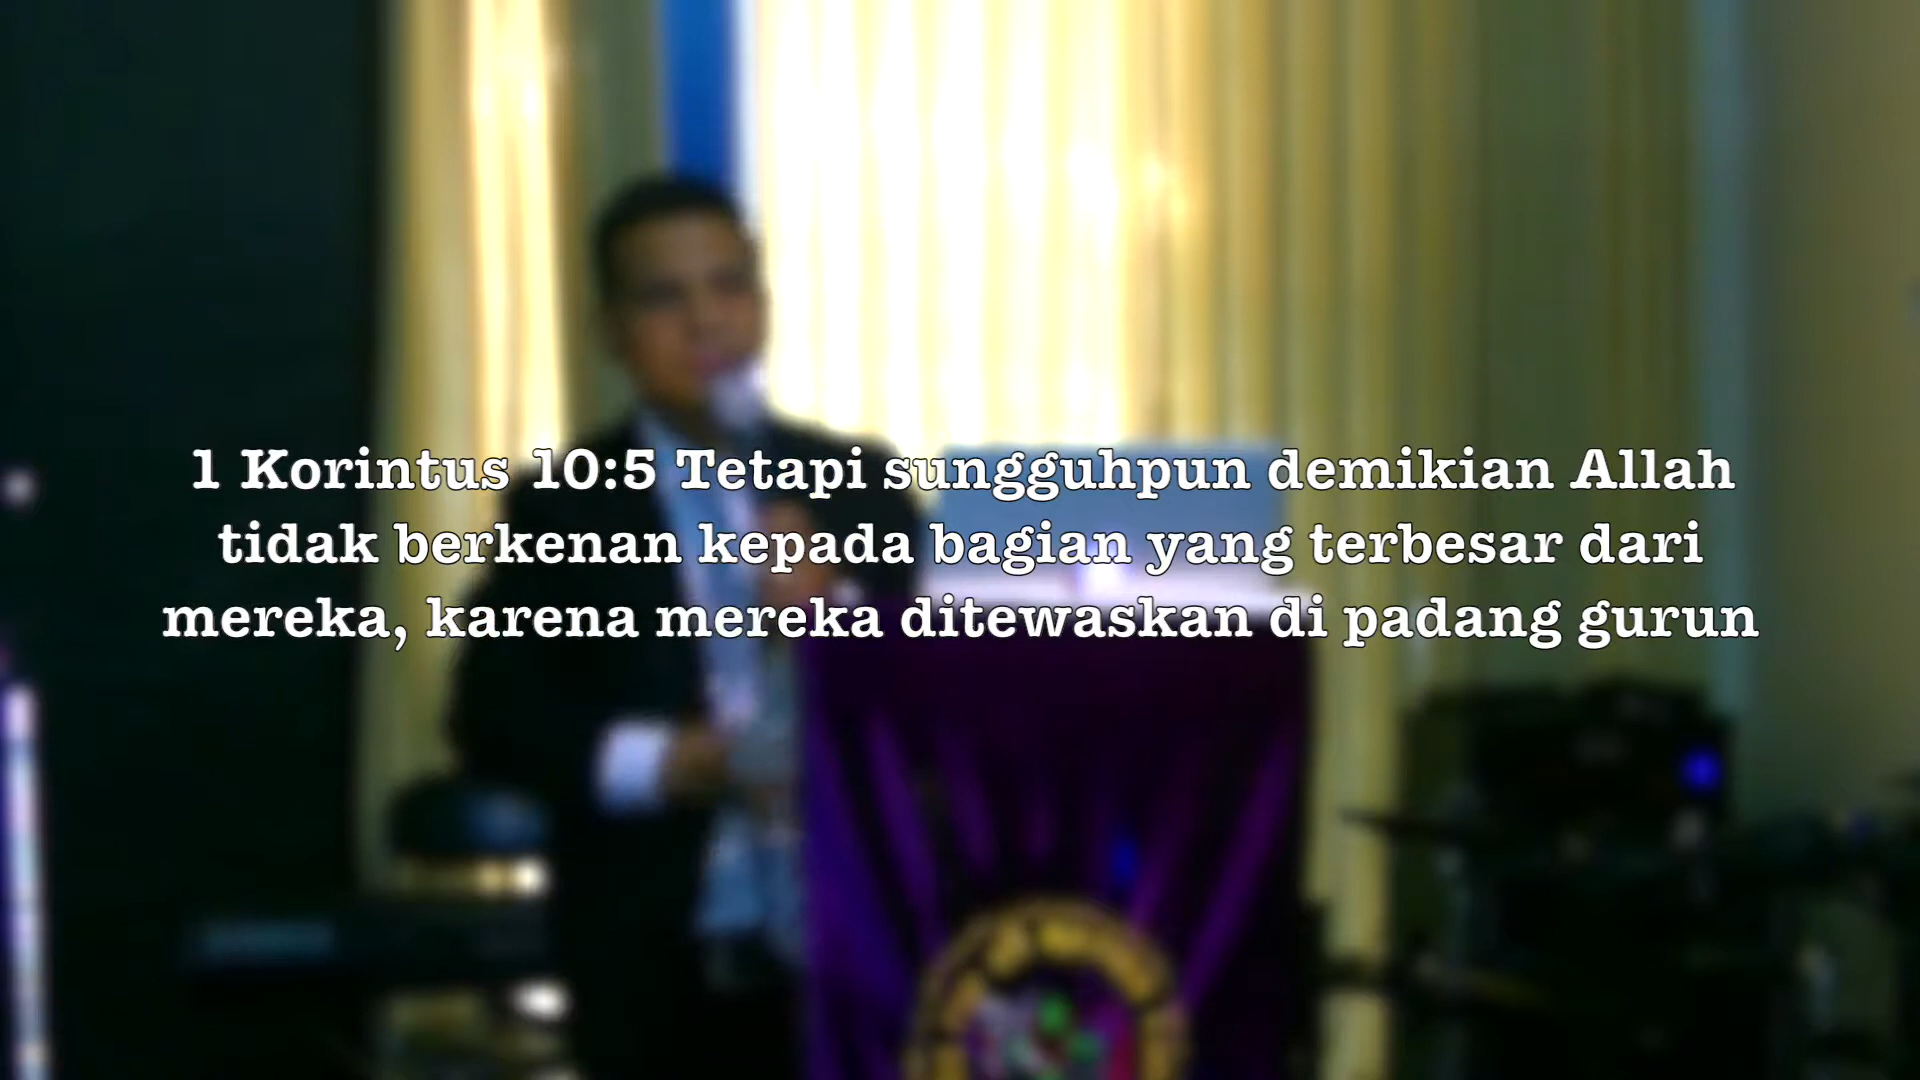 1 Korintus 10:5 Tetapi sungguhpun demikian Allah
tidak berkenan kepada bagian yang terbesar dari
mereka, karena mereka ditewaskan di padang gurun